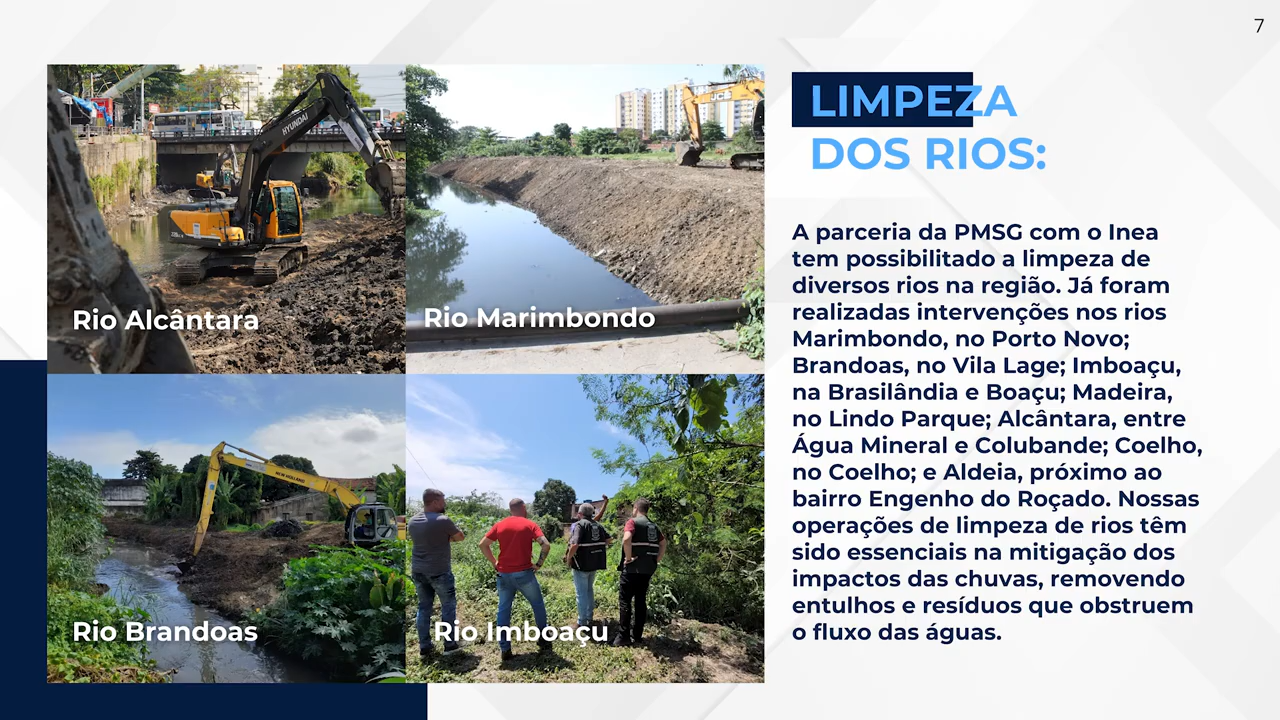 7
LIMPEZA
DOS RIOS:
HYUNDAI
JCB
Rio Alcântara
Rio Marimbondo
NEW HOLLAND
Rio Brandoas
Rio Imboaçu
A parceria da PMSG com o Inea
tem possibilitado a limpeza de
diversos rios na região. Já foram
realizadas intervenções nos rios
Marimbondo, no Porto Novo;
Brandoas, no Vila Lage; Imboaçu,
na Brasilândia e Boaçu; Madeira,
no Lindo Parque; Alcântara, entre
Água Mineral e Colubande; Coelho,
no Coelho; e Aldeia, próximo ao
bairro Engenho do Roçado. Nossas
operações de limpeza de rios têm
sido essenciais na mitigação dos
impactos das chuvas, removendo
entulhos e resíduos que obstruem
o fluxo das águas.